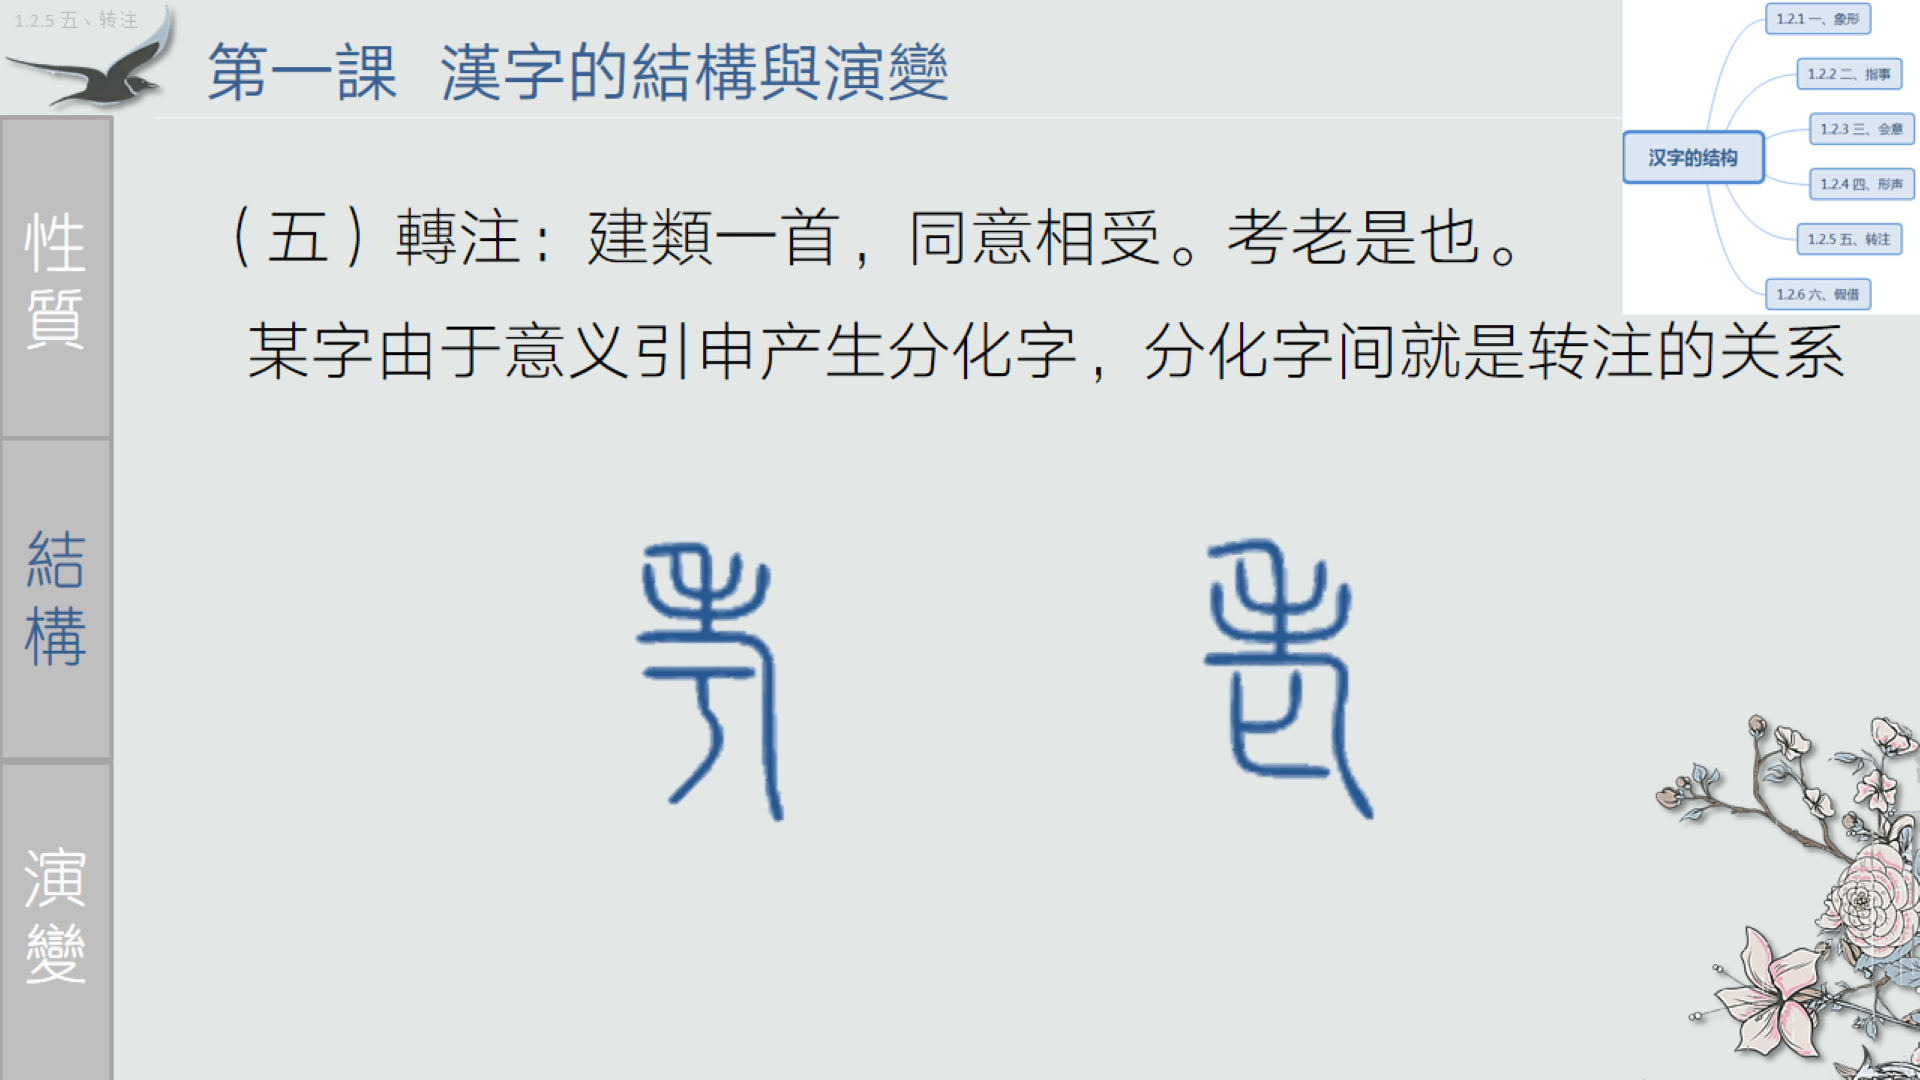 1.2.5 五、转注
第一課 漢字的結構與演變
性質
結構
演變
（五）轉注：建類一首，同意相受。考老是也。
某字由于意义引申产生分化字，分化字间就是转注的关系
考
老
汉字的结构
1.2.1 一、象形
1.2.2 二、指事
1.2.3 三、会意
1.2.4 四、形声
1.2.5 五、转注
1.2.6 六、假借